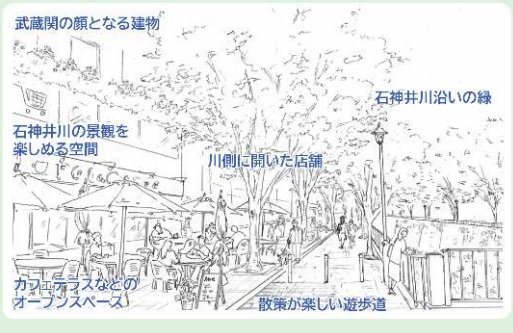 武蔵関の顔となる建物
石神井川沿いの緑
石神井川の景観を
楽しめる空間
川側に開いた店舗
カフェテラスなどの
オープンスペース
散策が楽しい遊歩道